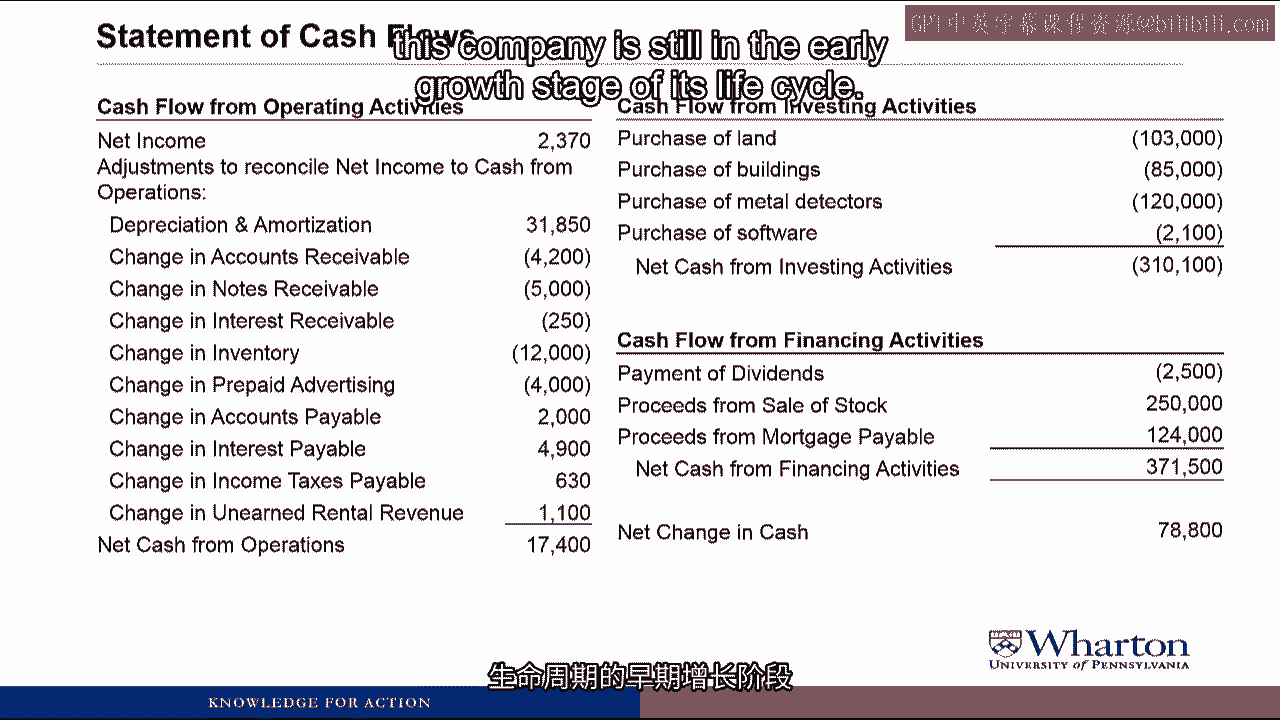 Statement of Cash Flows
GPT中英字幕课程资源@bilibili.com
this company is still in the early
growth stage of its life cycle.
Cash Flow from Operating Activities
Net Income 2,370
Adjustments to reconcile Net Income to Cash from
Operations:
Depreciation & Amortization 31,850
Change in Accounts Receivable (4,200)
Change in Notes Receivable (5,000)
Change in Interest Receivable (250)
Change in Inventory (12,000)
Change in Prepaid Advertising (4,000)
Change in Accounts Payable 2,000
Change in Interest Payable 4,900
Change in Income Taxes Payable 630
Change in Unearned Rental Revenue 1,100
Net Cash from Operations 17,400
Cash Flow from Investing Activities
Purchase of land (103,000)
Purchase of buildings (85,000)
Purchase of metal detectors (120,000)
Purchase of software (2,100)
Net Cash from Investing Activities (310,100)
Cash Flow from Financing Activities
Payment of Dividends (2,500)
Proceeds from Sale of Stock 250,000
Proceeds from Mortgage Payable 124,000
Net Cash from Financing Activities 371,500
Net Change in Cash 78,800
Wharton
UNIVERSITY of PENNSYLVANIA
生命周期的早期增长阶段
KNOWLEDGE FOR ACTION